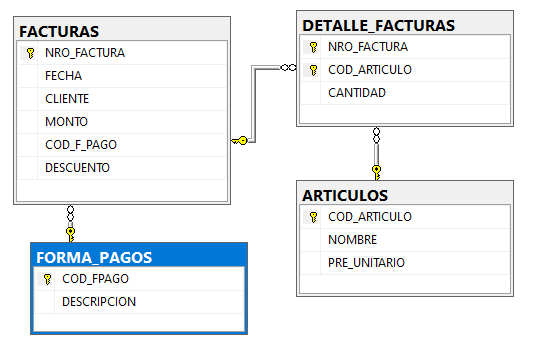 FACTURAS
NRO_FACTURA
FECHA
CLIENTE
MONTO
COD_F_PAGO
DESCUENTO
DETALLE_FACTURAS
NRO_FACTURA
COD_ARTICULO
CANTIDAD
ARTICULOS
COD_ARTICULO
NOMBRE
PRE_UNITARIO
FORMA_PAGOS
COD_FPAGO
DESCRIPCION